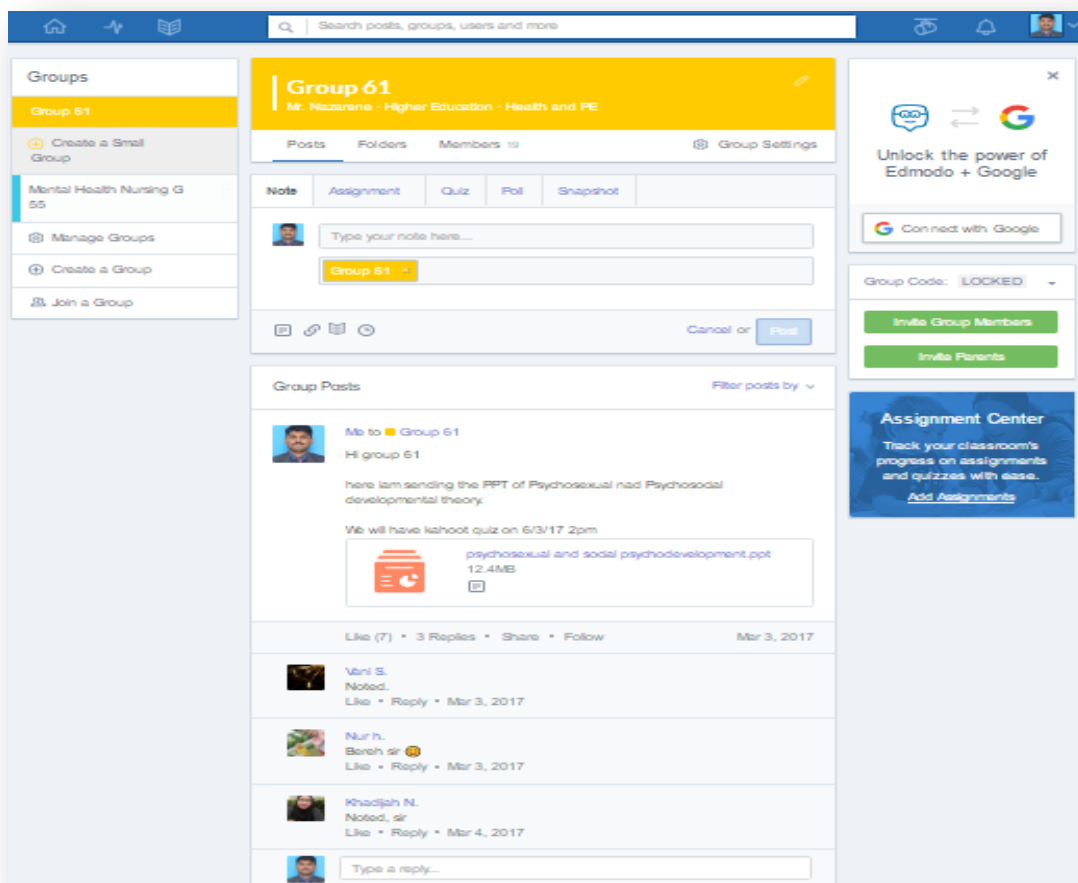 Search posts, groups, users and more
Groups
Group 61
Create a Small
Group
Mental Health Nursing G
55
Manage Groups
Create a Group
Join a Group
Group 61
Mr. Nazarene - Higher Education - Health and PE
Posts Folders Members 19 Group Settings
Note Assignment Quiz Poll Snapshot
Type your note here...
Group 61
Cancel or Post
Group Posts Filter posts by
Me to Group 61
Hi group 61
here iam sending the PPT of Psychosexual nad Psychosocial
developmental theory.
We will have kahoot quiz on 6/3/17 2pm
psychosexual and social psychodevelopment.ppt
12.4MB
Like (7) • 3 Replies • Share • Follow Mar 3, 2017
Vani S.
Noted.
Like • Reply • Mar 3, 2017
Nur h.
Bereh sir
Like • Reply • Mar 3, 2017
Khadijah N.
Noted, sir
Like • Reply • Mar 4, 2017
Type a reply...
Unlock the power of
Edmodo + Google
Connect with Google
Group Code: LOCKED
Invite Group Members
Invite Parents
Assignment Center
Track your classroom's
progress on assignments
and quizzes with ease.
Add Assignments